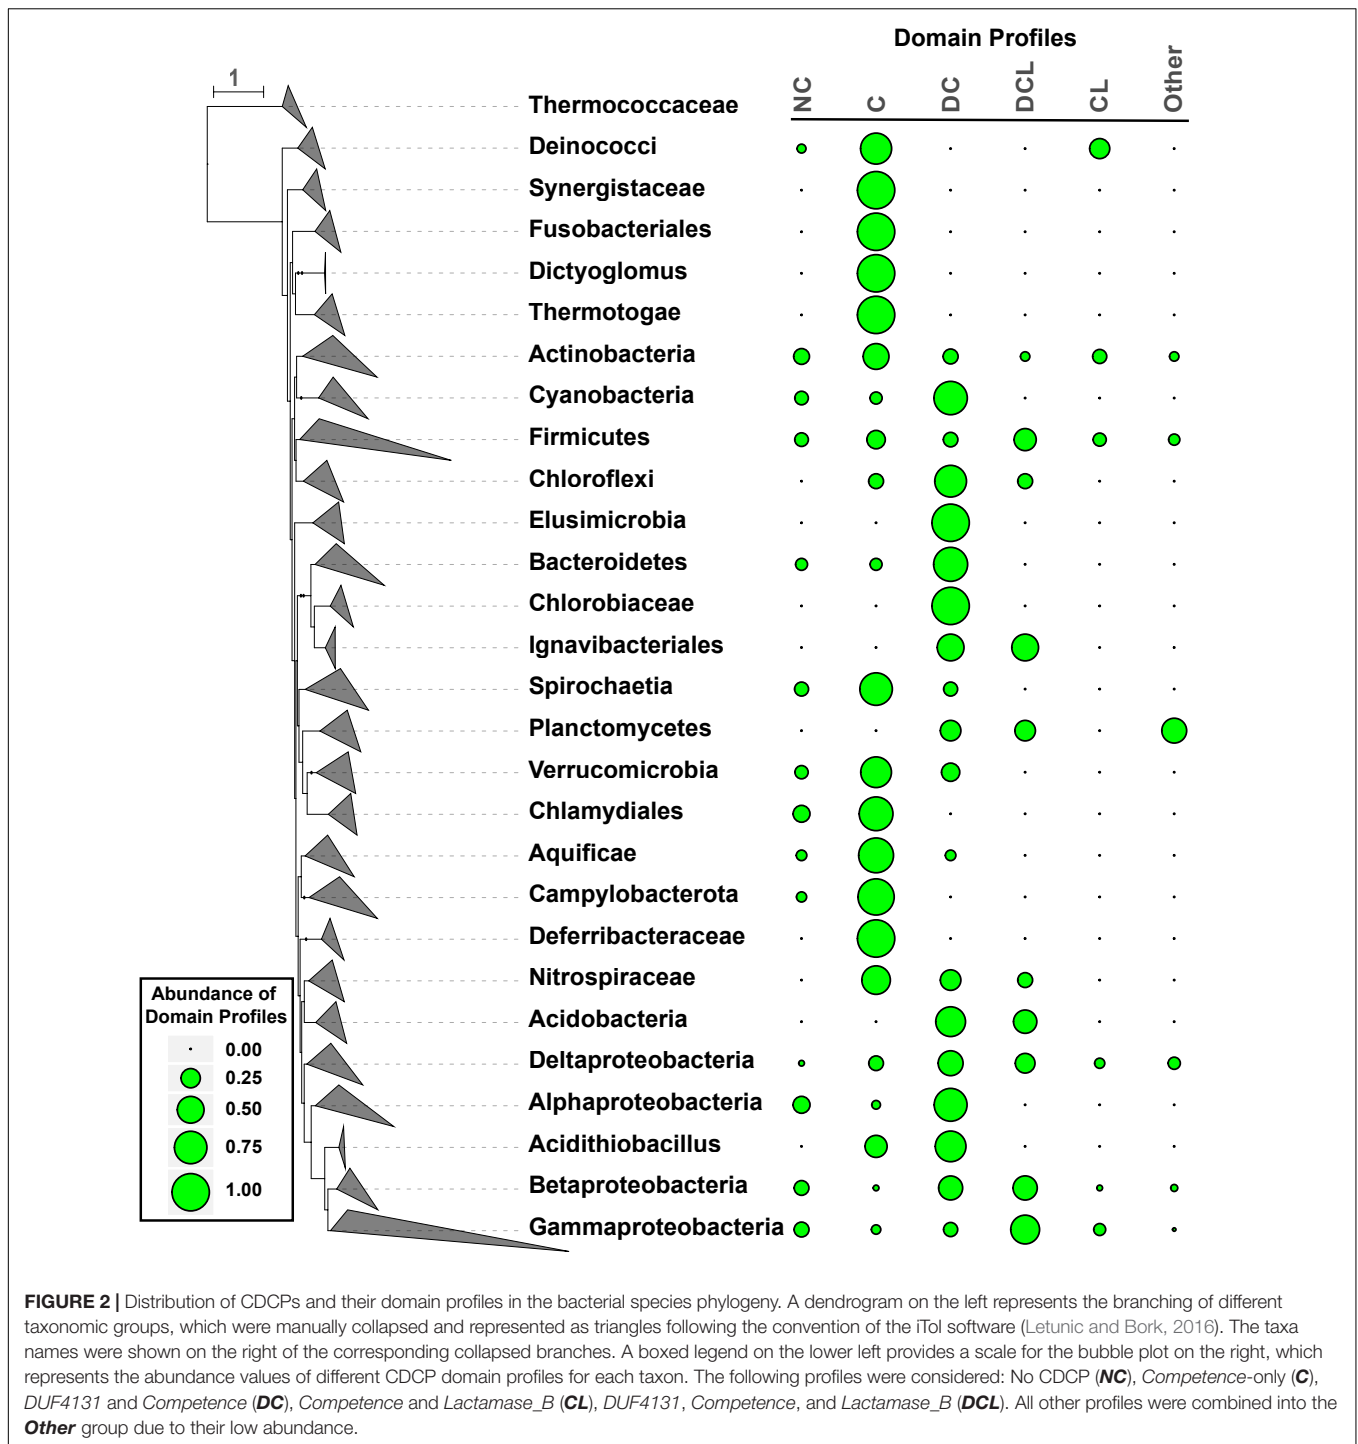 Domain Profiles
NC C DC DCL CL Other
1
Thermococcaceae
Deinococci
Synergistaceae
Fusobacteriales
Dictyoglomus
Thermotogae
Actinobacteria
Cyanobacteria
Firmicutes
Chloroflexi
Elusimicrobia
Bacteroidetes
Chlorobiaceae
Ignavibacteriales
Spirochaetia
Planctomycetes
Verrucomicrobia
Chlamydiales
Aquificae
Campylobacterota
Deferribacteraceae
Nitrospiraceae
Acidobacteria
Deltaproteobacteria
Alphaproteobacteria
Acidithiobacillus
Betaproteobacteria
Gammaproteobacteria
Abundance of
Domain Profiles
0.00
0.25
0.50
0.75
1.00
FIGURE 2 | Distribution of CDCPs and their domain profiles in the bacterial species phylogeny. A dendrogram on the left represents the branching of different
taxonomic groups, which were manually collapsed and represented as triangles following the convention of the iTol software (Letunic and Bork, 2016). The taxa
names were shown on the right of the corresponding collapsed branches. A boxed legend on the lower left provides a scale for the bubble plot on the right, which
represents the abundance values of different CDCP domain profiles for each taxon. The following profiles were considered: No CDCP (NC), Competence-only (C),
DUF4131 and Competence (DC), Competence and Lactamase_B (CL), DUF4131, Competence, and Lactamase_B (DCL). All other profiles were combined into the
Other group due to their low abundance.